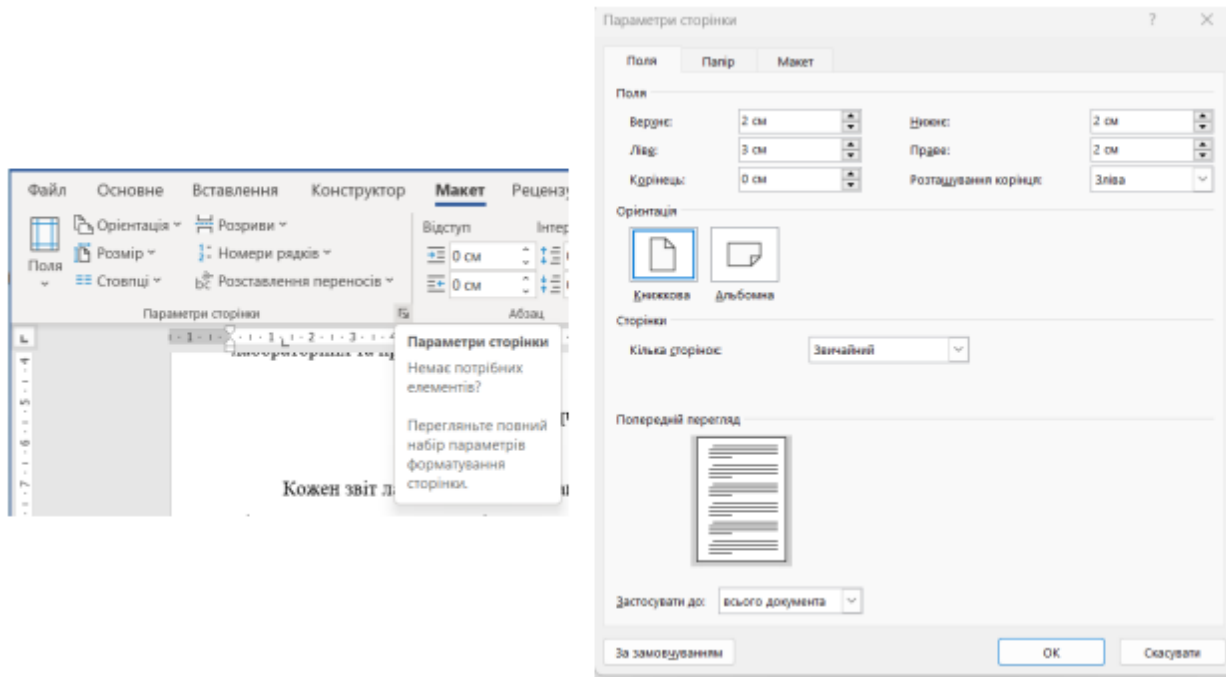 Файл Основне Вставлення Конструктор Макет Реценз
Орієнтація Розриви Відступ Інтер
Розмір Номери рядків 0 см
Поля
Стовпці Розставлення переносів 0 см
Параметри сторінки Абзац
Параметри сторінки
Немає потрібних
елементів?
Перегляньте повний
набір параметрів
форматування
сторінки.
Кожен звіт
Параметри сторінки ? ×
Поля Папір Макет
Поля
Верхнє: 2 см Нижнє: 2 см
Ліве: 3 см Праве: 2 см
Корінець: 0 см Розташування корінця: Зліва
Орієнтація
Книжкова Альбомна
Сторінки
Кілька сторінок: Звичайний
Попередній перегляд
Застосувати до: всього документа
За замовчуванням ОК Скасувати